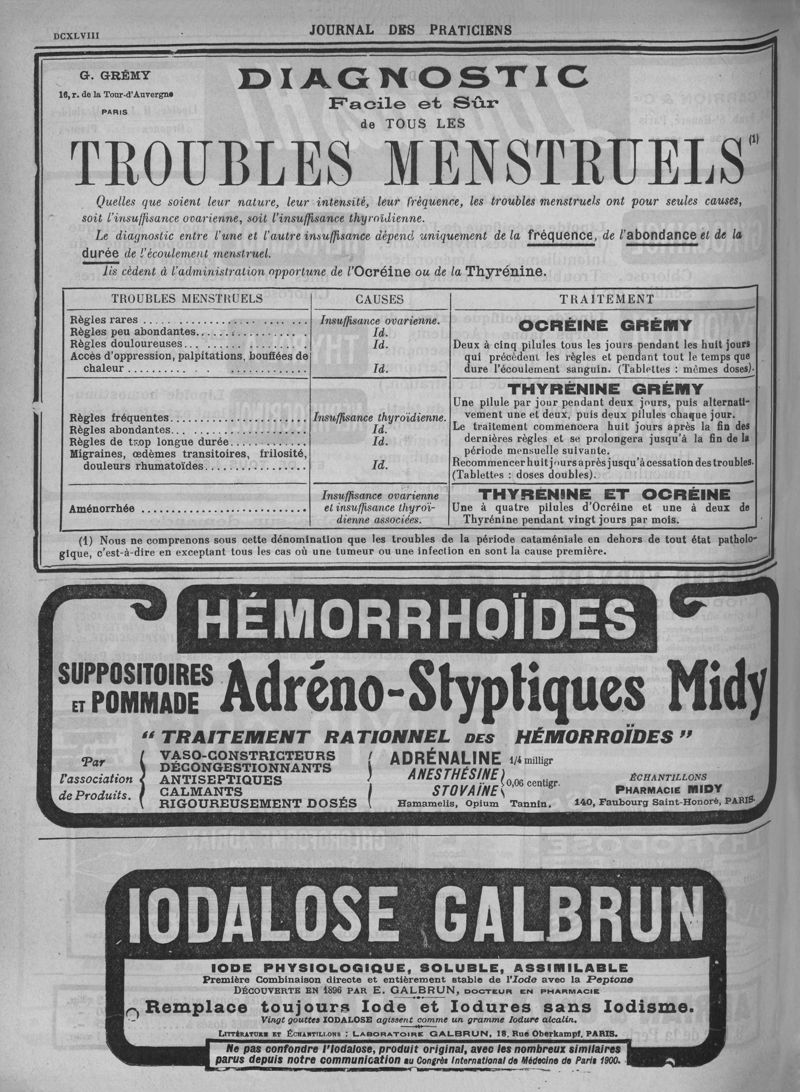 DCXLVIII
JOURNAL DES PRATICIENS
G. GRÉMY
16, r. de la Tour-d'Auvergne
PARIS
DIAGNOSTIC
Facile et Sûr
de TOUS LES
TROUBLES MENSTRUELS (1)
Quelles que soient leur nature, leur intensité, leur fréquence, les troubles menstruels ont pour seules causes,
soit l'insuffisance ovarienne, soit l'insuffisance thyroïdienne.
Le diagnostic entre l'une et l'autre insuffisance dépend uniquement de la fréquence, de l'abondance et de la
durée de l'écoulement menstruel.
Ils cèdent à l'administration opportune de l'Ocréine ou de la Thyrénine.
TROUBLES MENSTRUELS
CAUSES
TRAITEMENT
Règles rares
Insuffisance ovarienne.
Règles peu abondantes
Id.
Règles douloureuses
Id.
Accès d'oppression, palpitations, bouffées de
chaleur
Id.
OCRÉINE GRÉMY
Deux à cinq pilules tous les jours pendant les huit jours
qui précèdent les règles et pendant tout le temps que
dure l'écoulement sanguin. (Tablettes : mêmes doses).
Règles fréquentes
Insuffisance thyroïdienne.
Règles abondantes
Id.
Règles de trop longue durée
Id.
Migraines, œdèmes transitoires, frilosité,
douleurs rhumatoïdes
Id.
THYRÉNINE GRÉMY
Une pilule par jour pendant deux jours, puis alternati-
vement une et deux, puis deux pilules chaque jour.
Le traitement commencera huit jours après la fin des
dernières règles et se prolongera jusqu'à la fin de la
période mensuelle suivante.
Recommencer huit jours après jusqu'à cessation des troubles.
(Tablettes : doses doubles).
Aménorrhée
Insuffisance ovarienne
et insuffisance thyroï-
dienne associées.
THYRÉNINE ET OCRÉINE
Une à quatre pilules d'Ocréine et une à deux de
Thyrénine pendant vingt jours par mois.
(1) Nous ne comprenons sous cette dénomination que les troubles de la période cataméniale en dehors de tout état patholo-
gique, c'est-à-dire en exceptant tous les cas où une tumeur ou une infection en sont la cause première.
HÉMORRHOÏDES
SUPPOSITOIRES
ET POMMADE
Adréno-Styptiques Midy
“ TRAITEMENT RATIONNEL DES HÉMORROÏDES ”
Par
l'association
de Produits.
VASO-CONSTRICTEURS
DÉCONGESTIONNANTS
ANTISEPTIQUES
CALMANTS
RIGOUREUSEMENT DOSÉS
ADRÉNALINE 1/4 milligr
ANESTHÉSINE
STOVAÏNE
0,06 centigr.
Hamamelis, Opium Tannin.
ÉCHANTILLONS
PHARMACIE MIDY
140, Faubourg Saint-Honoré, PARIS.
IODALOSE GALBRUN
IODE PHYSIOLOGIQUE, SOLUBLE, ASSIMILABLE
Première Combinaison directe et entièrement stable de l'Iode avec la Peptone
DÉCOUVERTE EN 1896 PAR E. GALBRUN, DOCTEUR EN PHARMACIE
Remplace toujours Iode et Iodures sans Iodisme.
Vingt gouttes IODALOSE agissent comme un gramme Iodure alcalin.
LITTÉRATURE ET ÉCHANTILLONS : LABORATOIRE GALBRUN, 18, Rue Oberkampf, PARIS.
Ne pas confondre l'Iodalose, produit original, avec les nombreux similaires
parus depuis notre communication au Congrès International de Médecine de Paris 1900.